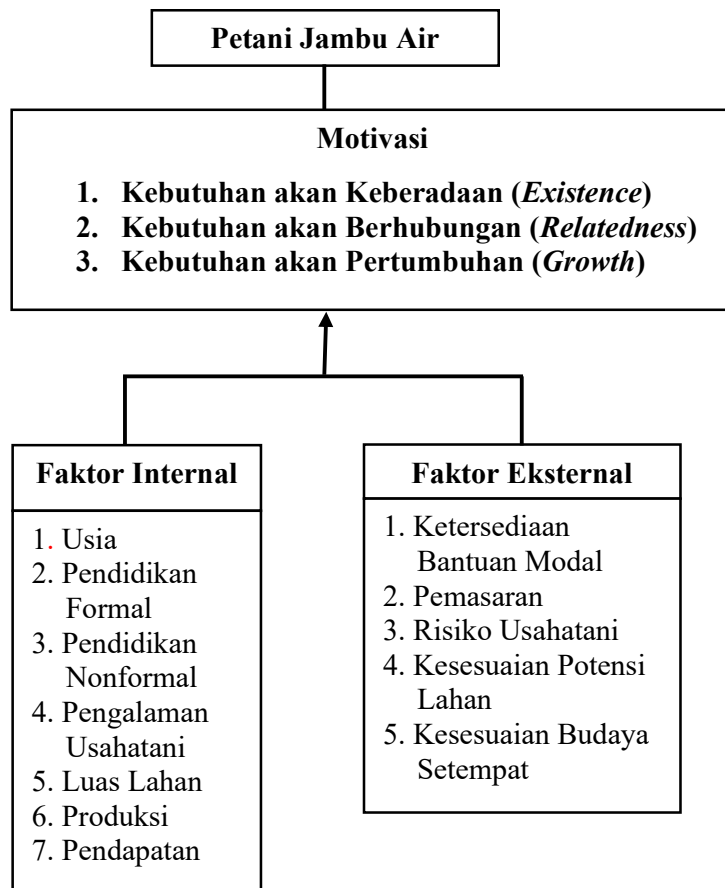 Petani Jambu Air
Motivasi
1. Kebutuhan akan Keberadaan (Existence)
2. Kebutuhan akan Berhubungan (Relatedness)
3. Kebutuhan akan Pertumbuhan (Growth)
Faktor Internal
1. Usia
2. Pendidikan
Formal
3. Pendidikan
Nonformal
4. Pengalaman
Usahatani
5. Luas Lahan
6. Produksi
7. Pendapatan
Faktor Eksternal
1. Ketersediaan
Bantuan Modal
2. Pemasaran
3. Risiko Usahatani
4. Kesesuaian Potensi
Lahan
5. Kesesuaian Budaya
Setempat